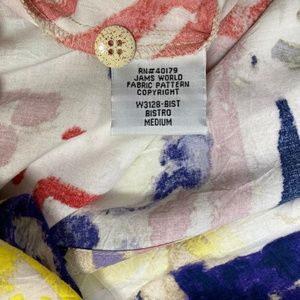 RN#40179
JAMS WORLD
FABRIC PATTERN
COPYRIGHT
W3128-BIST
BISTRO
MEDIUM